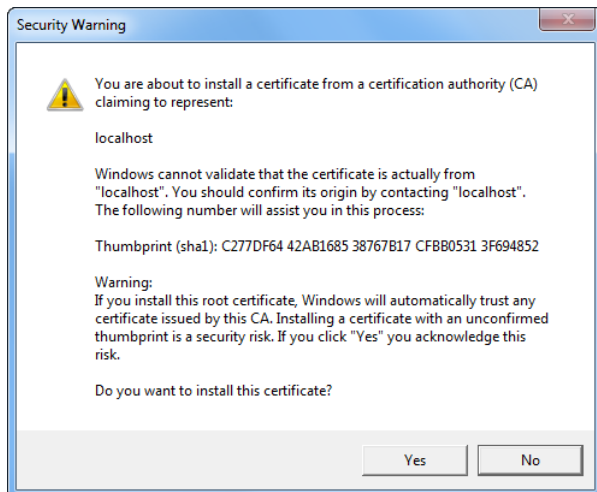 Security Warning
You are about to install a certificate from a certification authority (CA)
claiming to represent:
localhost
Windows cannot validate that the certificate is actually from
"localhost". You should confirm its origin by contacting "localhost".
The following number will assist you in this process:
Thumbprint (sha1): C277DF64 42AB1685 38767B17 CFBB0531 3F694852
Warning:
If you install this root certificate, Windows will automatically trust any
certificate issued by this CA. Installing a certificate with an unconfirmed
thumbprint is a security risk. If you click "Yes" you acknowledge this
risk.
Do you want to install this certificate?
Yes
No